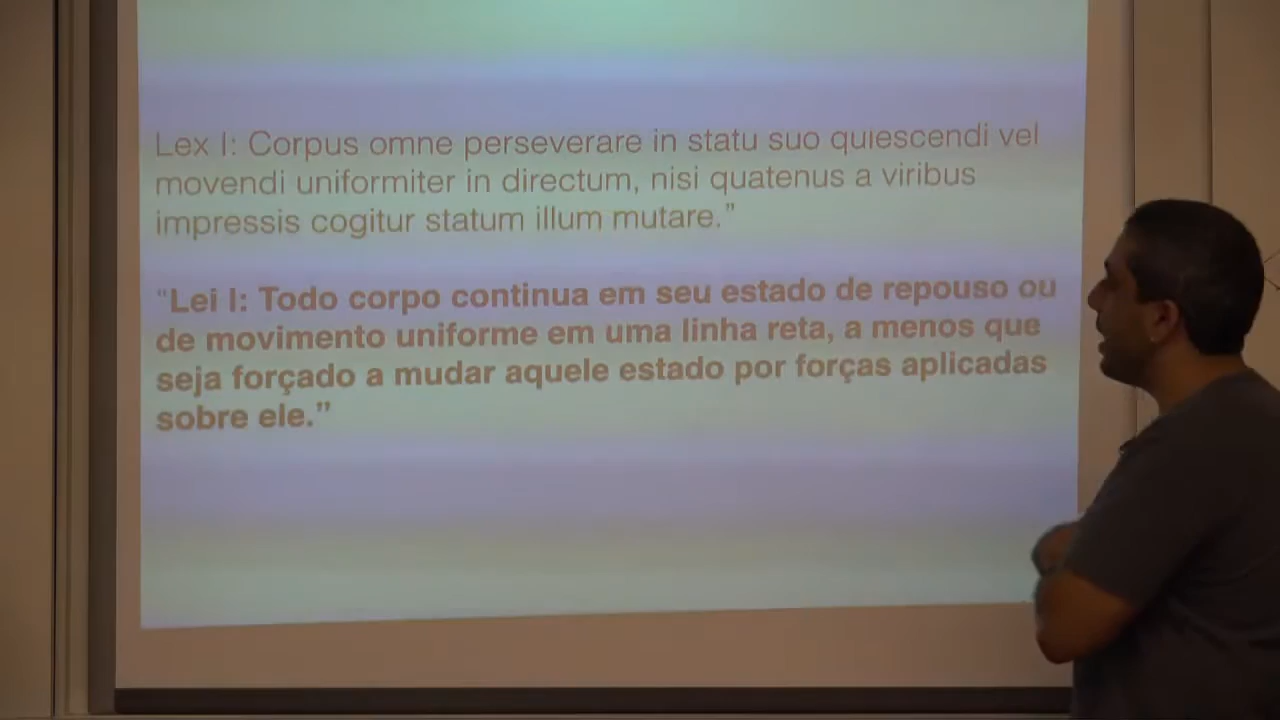 Lex I: Corpus omne perseverare in statu suo quiescendi vel
movendi uniformiter in directum, nisi quatenus a viribus
impressis cogitur statum illum mutare.”
“Lei I: Todo corpo continua em seu estado de repouso ou
de movimento uniforme em uma linha reta, a menos que
seja forçado a mudar aquele estado por forças aplicadas
sobre ele.”